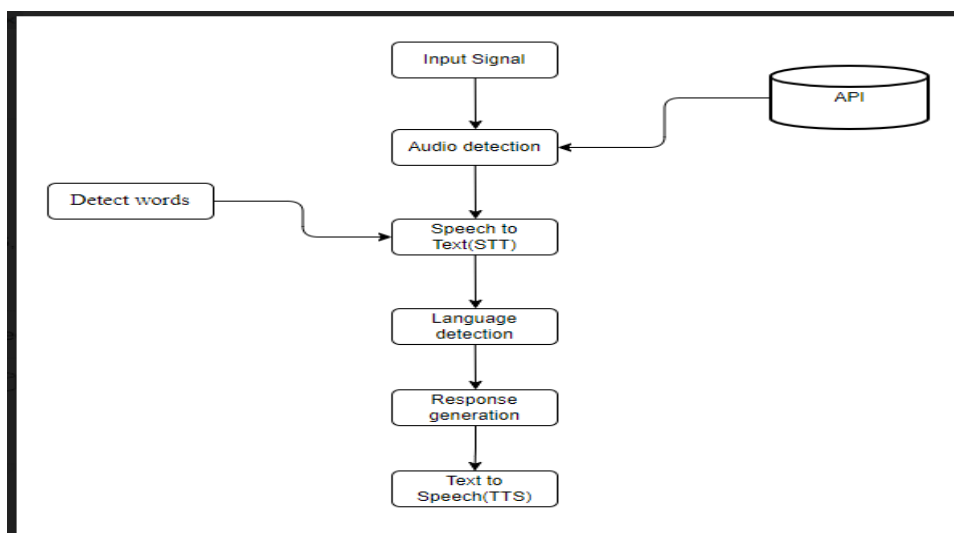 Input Signal
API
Audio detection
Detect words
Speech to
Text(STT)
Language
detection
Response
generation
Text to
Speech(TTS)